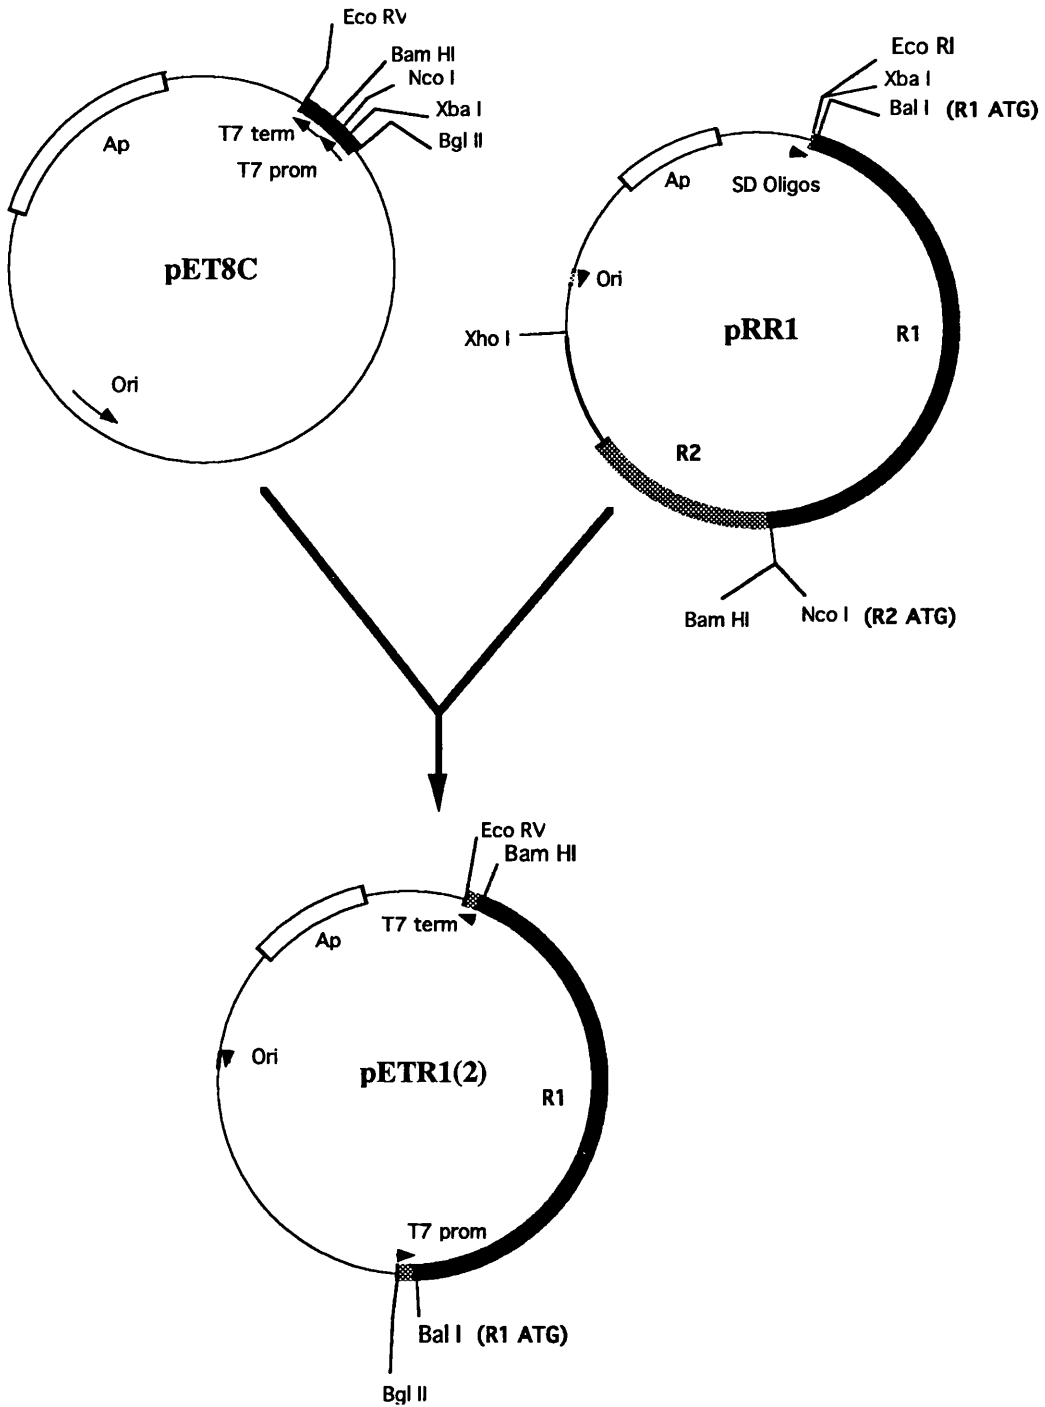 Eco RV
Bam HI
Nco I
Xba I
Bgl II
T7 term
T7 prom
Ap
pET8C
Ori
Eco RI
Xba I
Bal I (R1 ATG)
Ap
SD Oligos
Ori
Xho I
pRR1
R1
R2
Bam HI
Nco I (R2 ATG)
Eco RV
Bam HI
T7 term
Ap
Ori
pETR1(2)
R1
T7 prom
Bal I (R1 ATG)
Bgl II